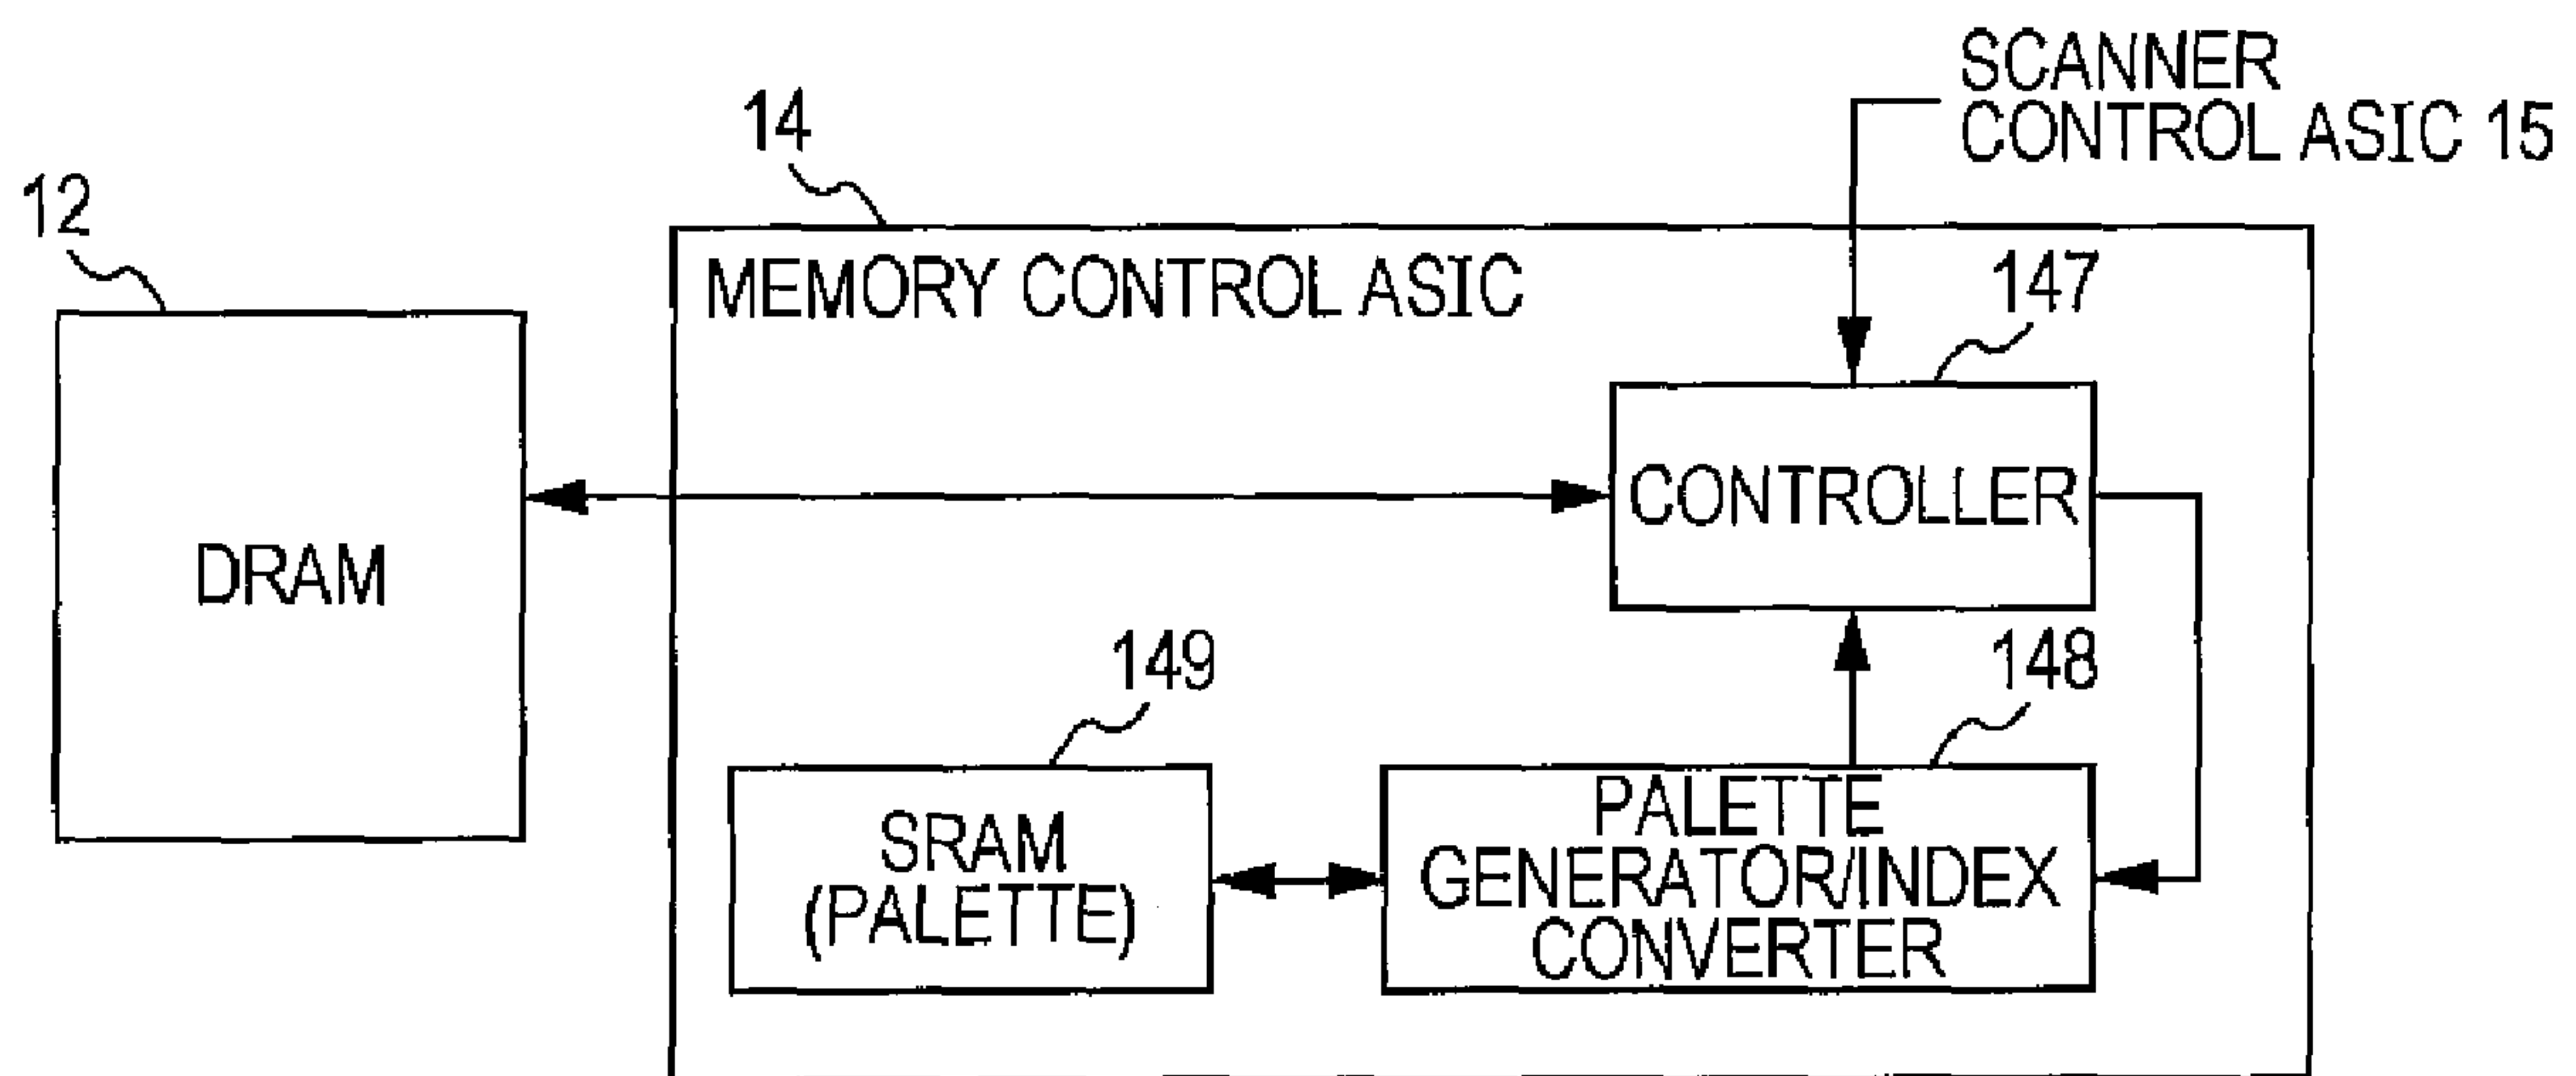 SCANNER
CONTROL ASIC 15
14
12
MEMORY CONTROL ASIC
147
CONTROLLER
DRAM
149
148
SRAM
(PALETTE)
PALETTE
GENERATOR/INDEX
CONVERTER